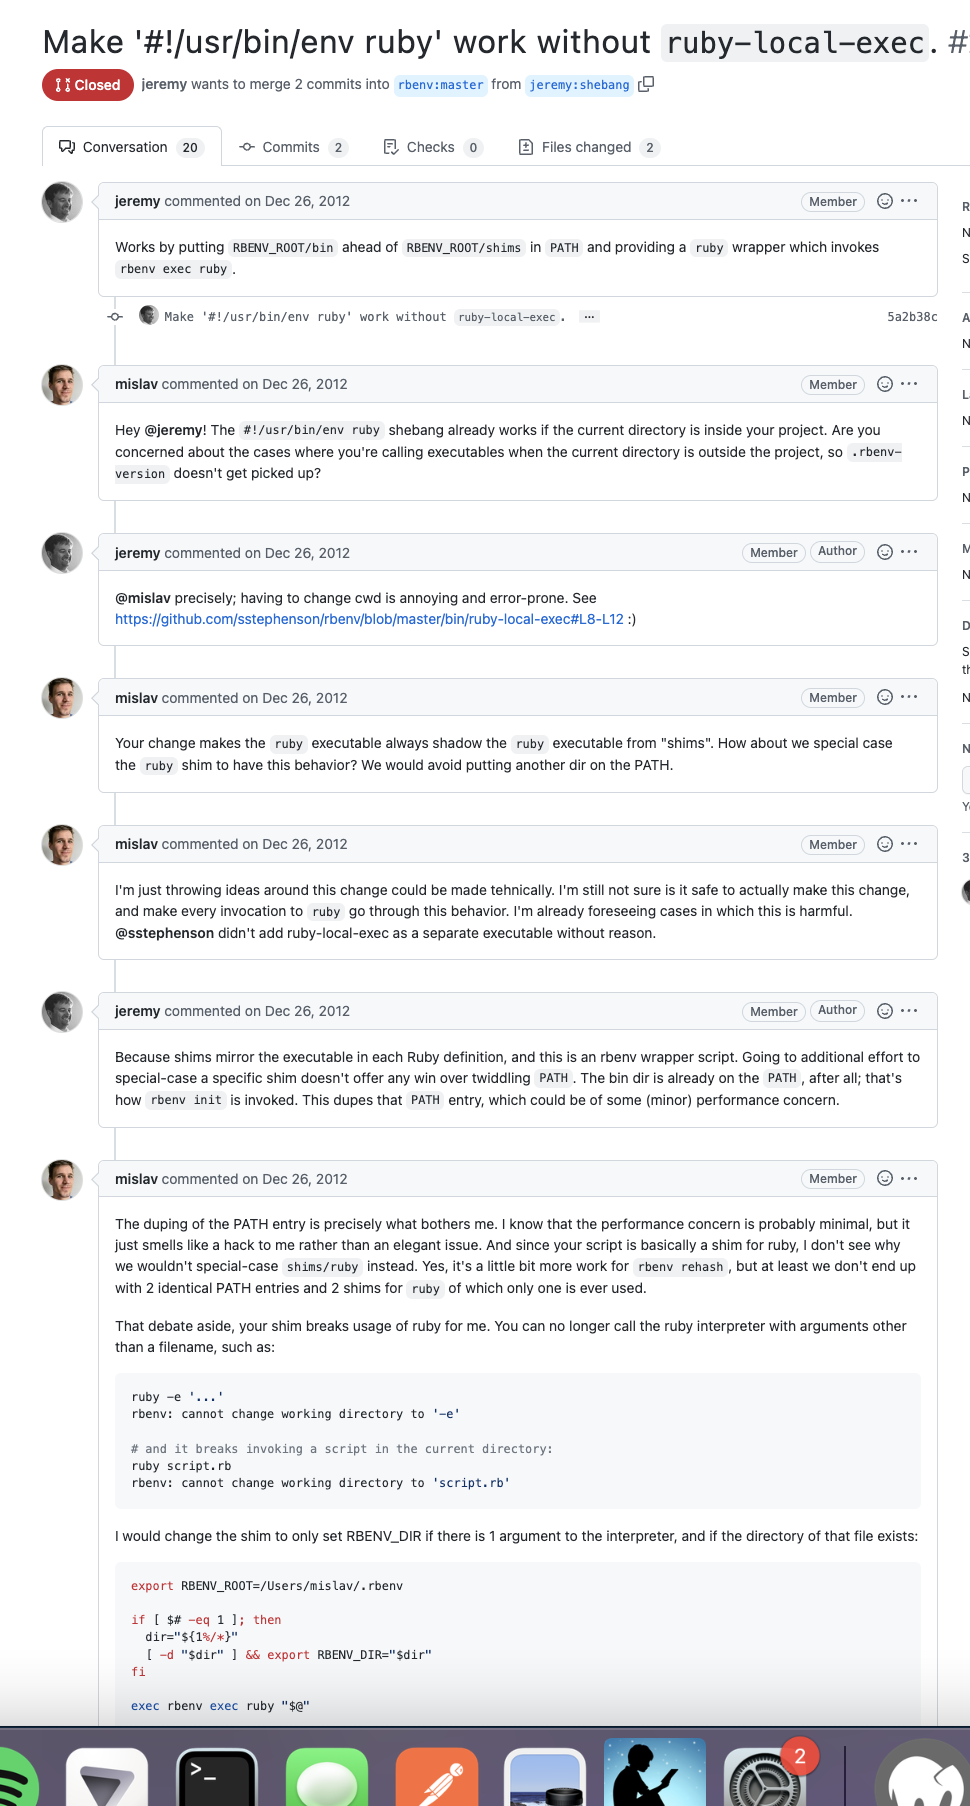 Make '#!/usr/bin/env ruby' work without ruby-local-exec. #
Closed jeremy wants to merge 2 commits into rbenv:master from jeremy:shebang
Conversation 20 Commits 2 Checks 0 Files changed 2
jeremy commented on Dec 26, 2012 Member ···
Works by putting RBENV_ROOT/bin ahead of RBENV_ROOT/shims in PATH and providing a ruby wrapper which invokes
rbenv exec ruby .
Make '#!/usr/bin/env ruby' work without ruby-local-exec. … 5a2b38c
mislav commented on Dec 26, 2012 Member ···
Hey @jeremy! The #!/usr/bin/env ruby shebang already works if the current directory is inside your project. Are you
concerned about the cases where you're calling executables when the current directory is outside the project, so .rbenv-
version doesn't get picked up?
jeremy commented on Dec 26, 2012 Member Author ···
@mislav precisely; having to change cwd is annoying and error-prone. See
https://github.com/sstephenson/rbenv/blob/master/bin/ruby-local-exec#L8-L12 :)
mislav commented on Dec 26, 2012 Member ···
Your change makes the ruby executable always shadow the ruby executable from "shims". How about we special case
the ruby shim to have this behavior? We would avoid putting another dir on the PATH.
mislav commented on Dec 26, 2012 Member ···
I'm just throwing ideas around this change could be made tehnically. I'm still not sure is it safe to actually make this change,
and make every invocation to ruby go through this behavior. I'm already foreseeing cases in which this is harmful.
@sstephenson didn't add ruby-local-exec as a separate executable without reason.
jeremy commented on Dec 26, 2012 Member Author ···
Because shims mirror the executable in each Ruby definition, and this is an rbenv wrapper script. Going to additional effort to
special-case a specific shim doesn't offer any win over twiddling PATH . The bin dir is already on the PATH , after all; that's
how rbenv init is invoked. This dupes that PATH entry, which could be of some (minor) performance concern.
mislav commented on Dec 26, 2012 Member ···
The duping of the PATH entry is precisely what bothers me. I know that the performance concern is probably minimal, but it
just smells like a hack to me rather than an elegant issue. And since your script is basically a shim for ruby, I don't see why
we wouldn't special-case shims/ruby instead. Yes, it's a little bit more work for rbenv rehash , but at least we don't end up
with 2 identical PATH entries and 2 shims for ruby of which only one is ever used.
That debate aside, your shim breaks usage of ruby for me. You can no longer call the ruby interpreter with arguments other
than a filename, such as:
ruby -e '...'
rbenv: cannot change working directory to '-e'
# and it breaks invoking a script in the current directory:
ruby script.rb
rbenv: cannot change working directory to 'script.rb'
I would change the shim to only set RBENV_DIR if there is 1 argument to the interpreter, and if the directory of that file exists:
export RBENV_ROOT=/Users/mislav/.rbenv
if [ $# -eq 1 ]; then
dir="${1%/*}"
[ -d "$dir" ] && export RBENV_DIR="$dir"
fi
exec rbenv exec ruby "$@"
>_
2